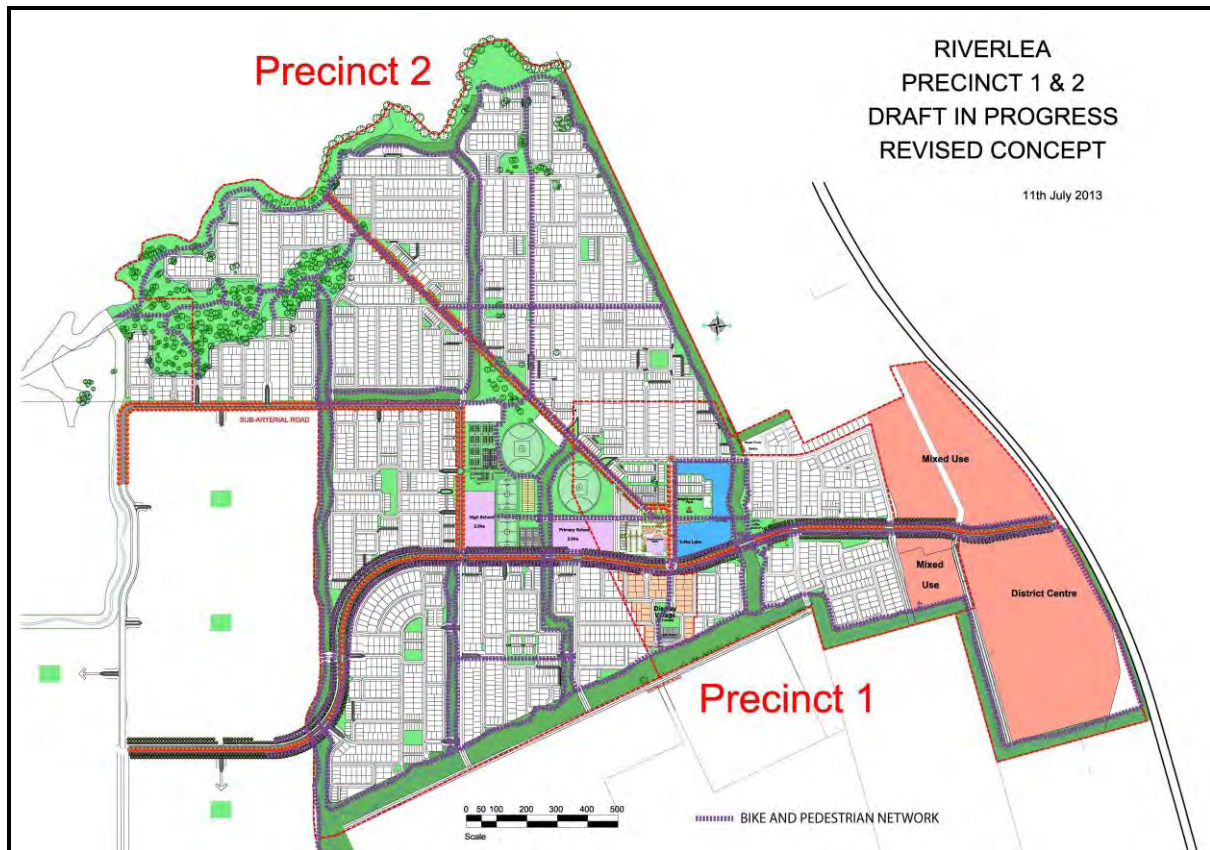 Precinct 2
RIVERLEA
PRECINCT 1 & 2
DRAFT IN PROGRESS
REVISED CONCEPT
11th July 2013
SUB-ARTERIAL ROAD
Mixed Use
High School
Primary School
Mixed
Use
District Centre
Display
Village
Precinct 1
0 50 100 200 300 400 500
Scale
BIKE AND PEDESTRIAN NETWORK